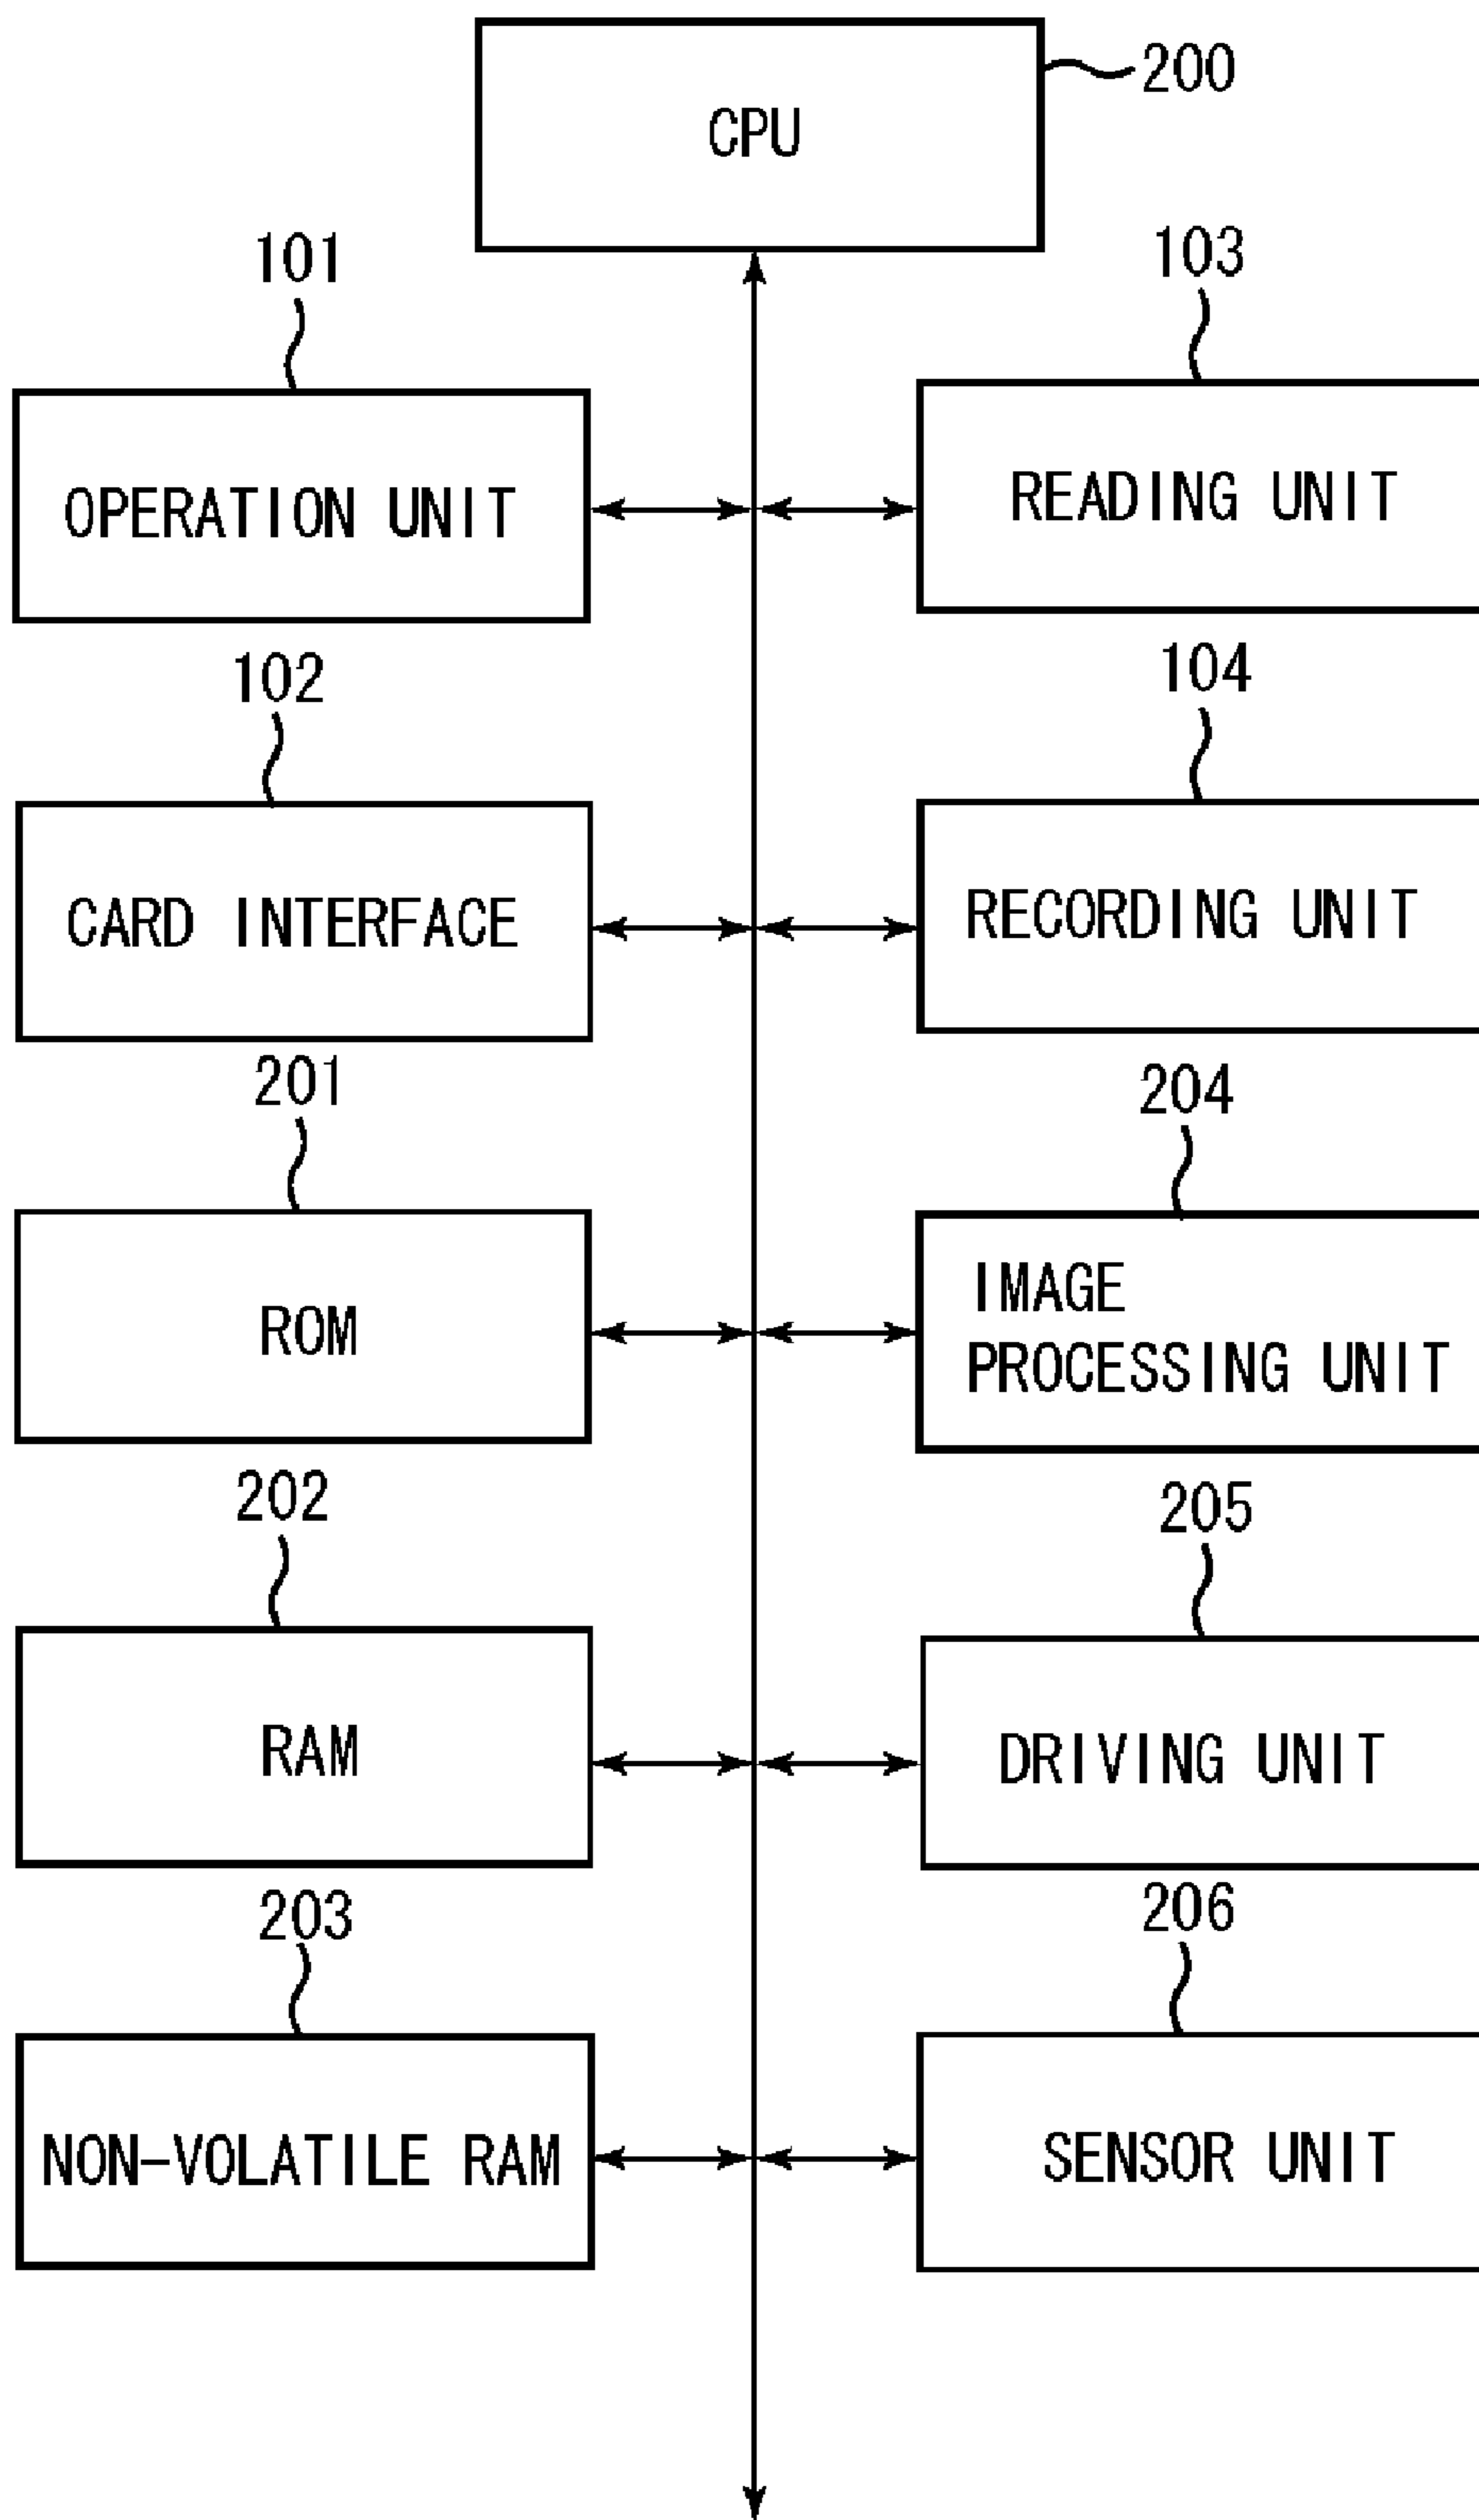 CPU
200
101
103
OPERATION UNIT
READING UNIT
102
104
CARD INTERFACE
RECORDING UNIT
201
204
ROM
IMAGE
PROCESSING UNIT
202
205
RAM
DRIVING UNIT
203
206
NON-VOLATILE RAM
SENSOR UNIT